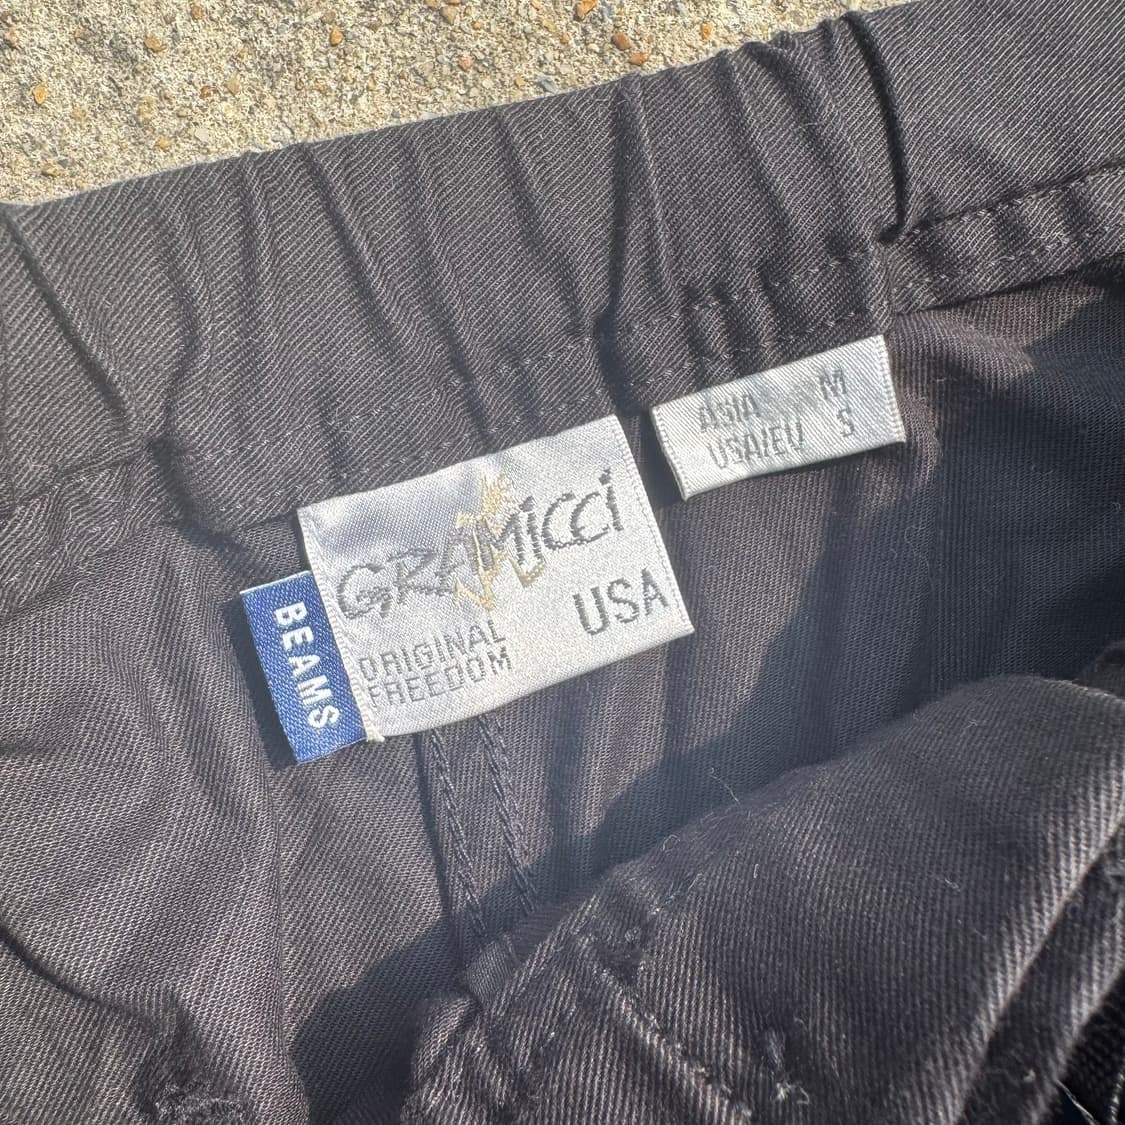 GRAMiCCi
USA
ORIGINAL
FREEDOM
BEAMS
ASIA M
USA/EU S